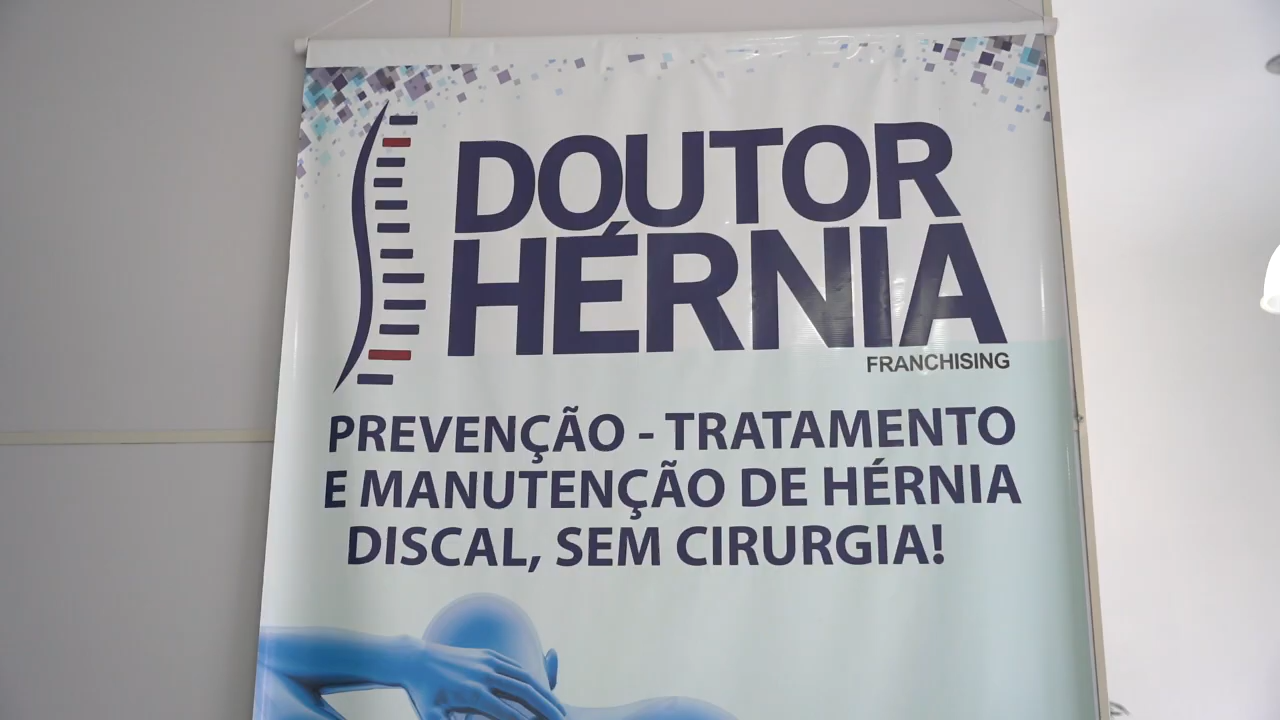 DOUTOR
HÉRNIA
FRANCHISING
PREVENÇÃO - TRATAMENTO
E MANUTENÇÃO DE HÉRNIA
DISCAL, SEM CIRURGIA!